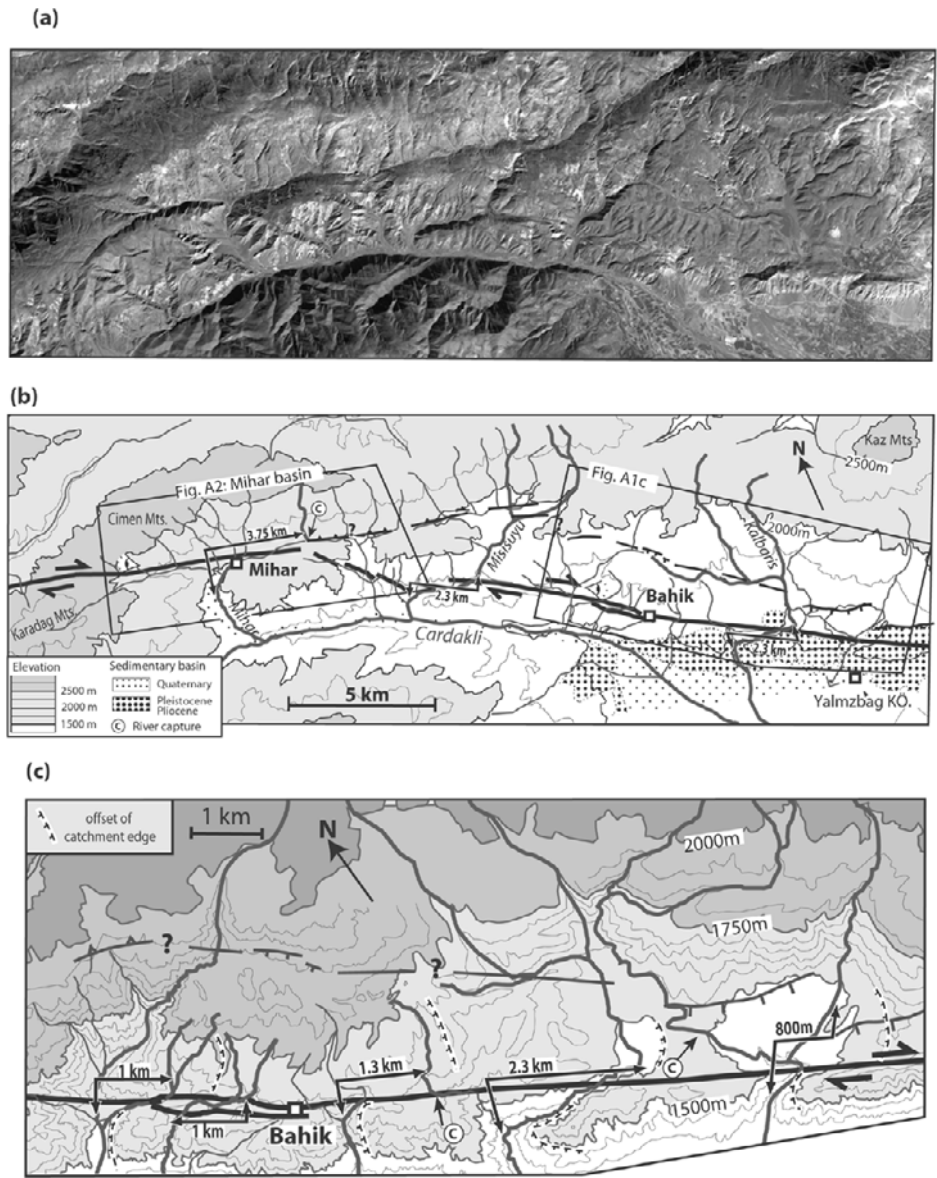 (a)
(b)
Kaz Mts
2500m
N
Fig. A1c
Fig. A2: Mihar basin
Cimen Mts.
C
?
2000m
3.75 km
Misisuyu
Kalbaris
Mihar
Bahik
2.3 km
Karadag Mts.
Mihar
Cardakli
2.3 km
Elevation
2500 m
2000 m
1500 m
Sedimentary basin
Quaternary
Pleistocene
Pliocene
C River capture
5 km
Yalmzbag KÖ.
(c)
offset of
catchment edge
1 km
N
2000m
1750m
?
?
800m
1 km
1.3 km
2.3 km
C
1500m
1 km
Bahik
C